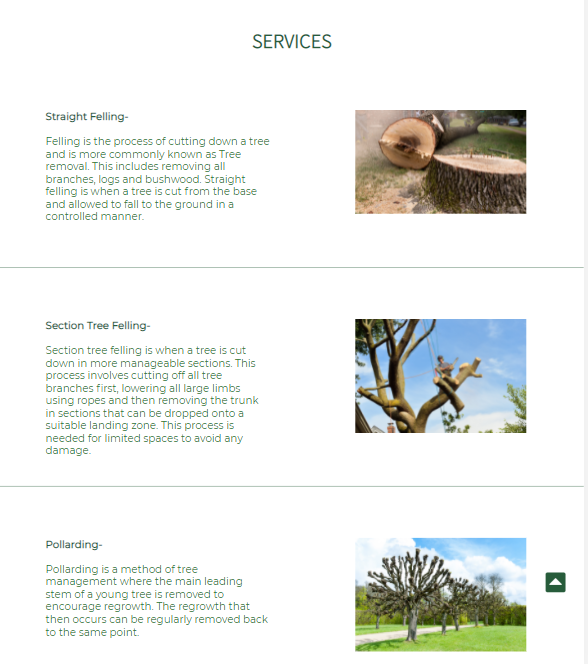 SERVICES
Straight Felling-
Felling is the process of cutting down a tree
and is more commonly known as Tree
removal. This includes removing all
branches, logs and bushwood. Straight
felling is when a tree is cut from the base
and allowed to fall to the ground in a
controlled manner.
Section Tree Felling-
Section tree felling is when a tree is cut
down in more manageable sections. This
process involves cutting off all tree
branches first, lowering all large limbs
using ropes and then removing the trunk
in sections that can be dropped onto a
suitable landing zone. This process is
needed for limited spaces to avoid any
damage.
Pollarding-
Pollarding is a method of tree
management where the main leading
stem of a young tree is removed to
encourage regrowth. The regrowth that
then occurs can be regularly removed back
to the same point.